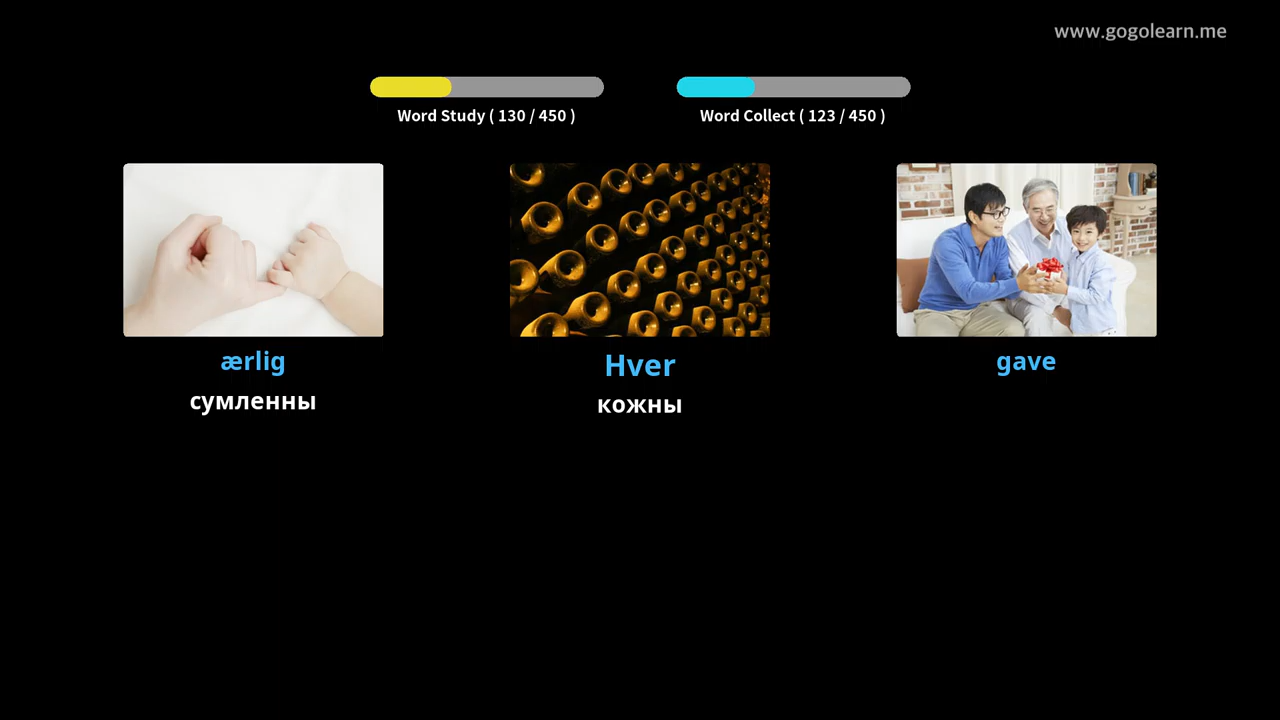 www.gogolearn.me
Word Study ( 130 / 450 )
Word Collect ( 123 / 450 )
ærlig
сумленны
Hver
кожны
gave